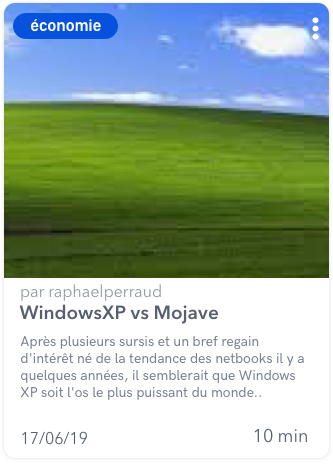 économie
par raphaelperraud
WindowsXP vs Mojave
Après plusieurs sursis et un bref regain
d'intérêt né de la tendance des netbooks il y a
quelques années, il semblerait que Windows
XP soit l'os le plus puissant du monde..
17/06/19
10 min